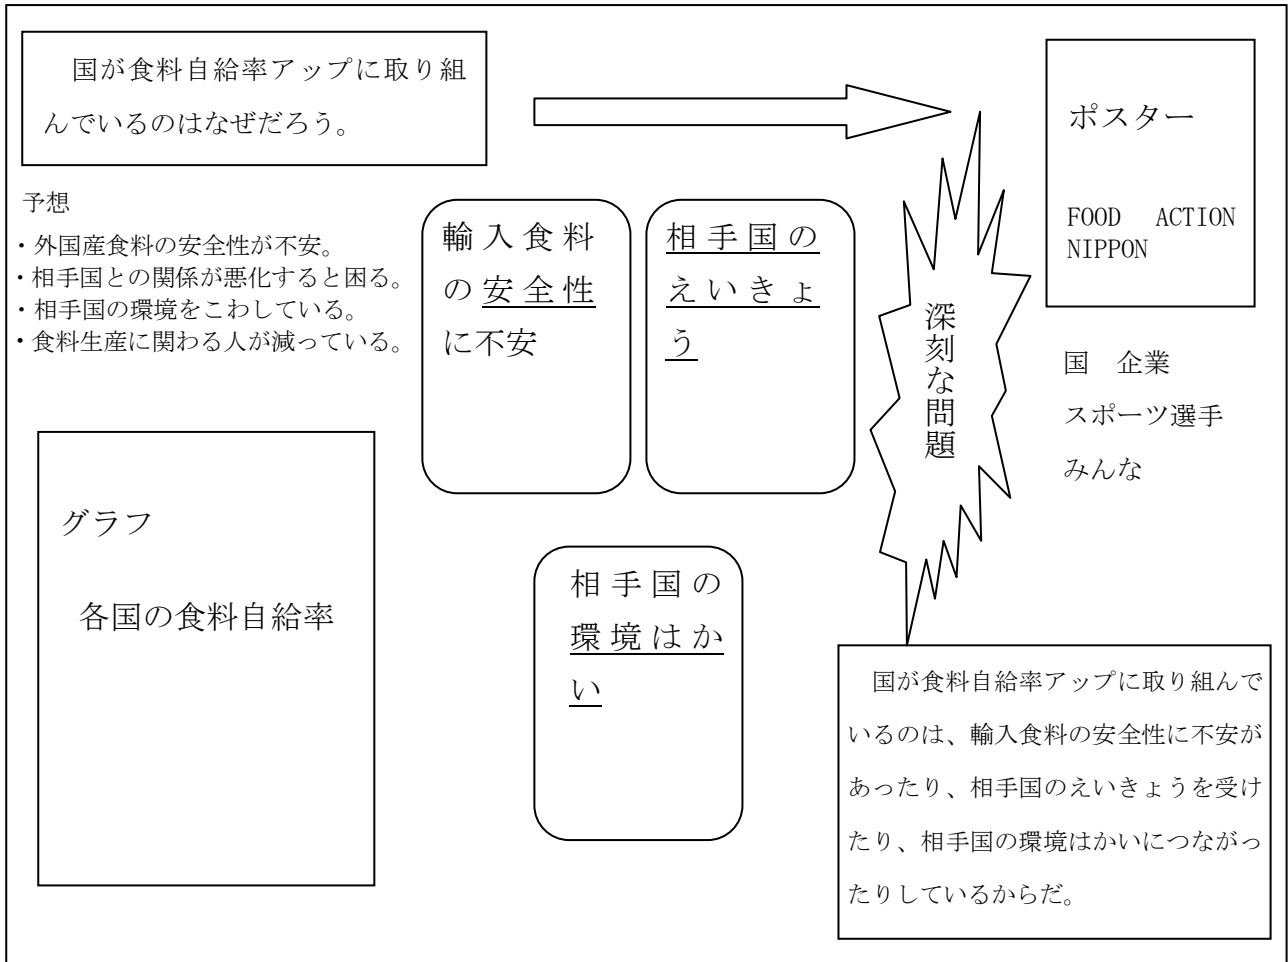 国が食料自給率アップに取り組
んでいるのはなぜだろう。
予想
・外国産食料の安全性が不安。
・相手国との関係が悪化すると困る。
・相手国の環境をこわしている。
・食料生産に関わる人が減っている。
グラフ
各国の食料自給率
輸入食料
の安全性
に不安
相手国の
えいきょ
う
相手国の
環境はか
い
深刻な問題
ポスター
FOOD ACTION
NIPPON
国 企業
スポーツ選手
みんな
国が食料自給率アップに取り組んで
いるのは、輸入食料の安全性に不安が
あったり、相手国のえいきょうを受け
たり、相手国の環境はかいにつながっ
たりしているからだ。